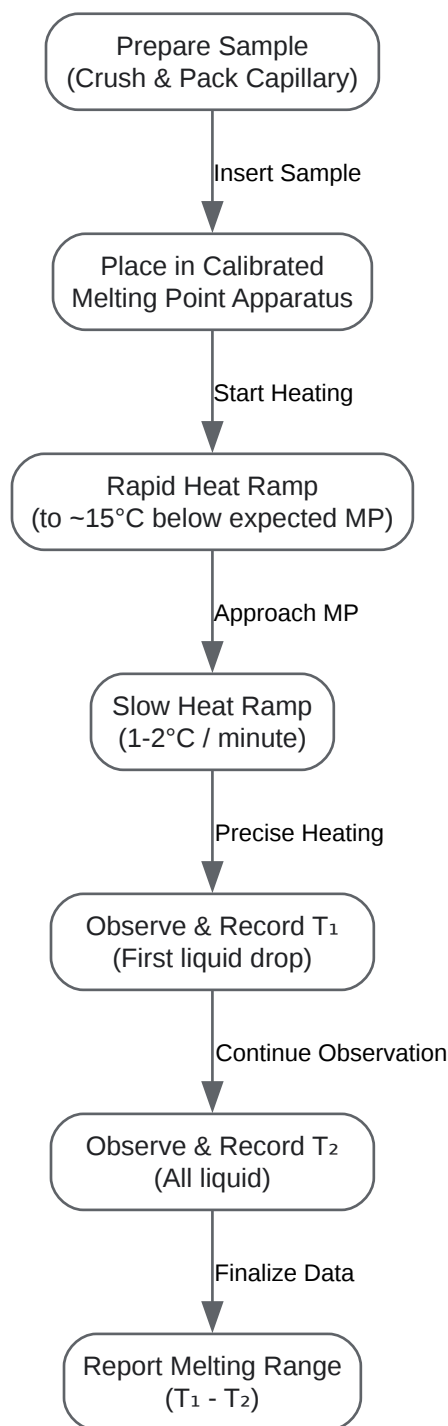 Prepare Sample
(Crush & Pack Capillary)
Insert Sample
Place in Calibrated
Melting Point Apparatus
Start Heating
Rapid Heat Ramp
(to ~15°C below expected MP)
Approach MP
Slow Heat Ramp
(1-2°C / minute)
Precise Heating
Observe & Record T₁
(First liquid drop)
Continue Observation
Observe & Record T₂
(All liquid)
Finalize Data
Report Melting Range
(T₁ - T₂)